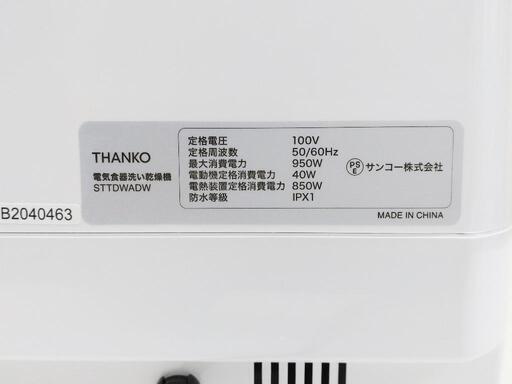 THANKO
電気食器洗い乾燥機
STTDWADW
定格電圧 100V
定格周波数 50/60Hz
最大消費電力 950W
電動機定格消費電力 40W
電熱装置定格消費電力 850W
防水等級 IPX1
PS
E
サンコー株式会社
MADE IN CHINA
B2040463